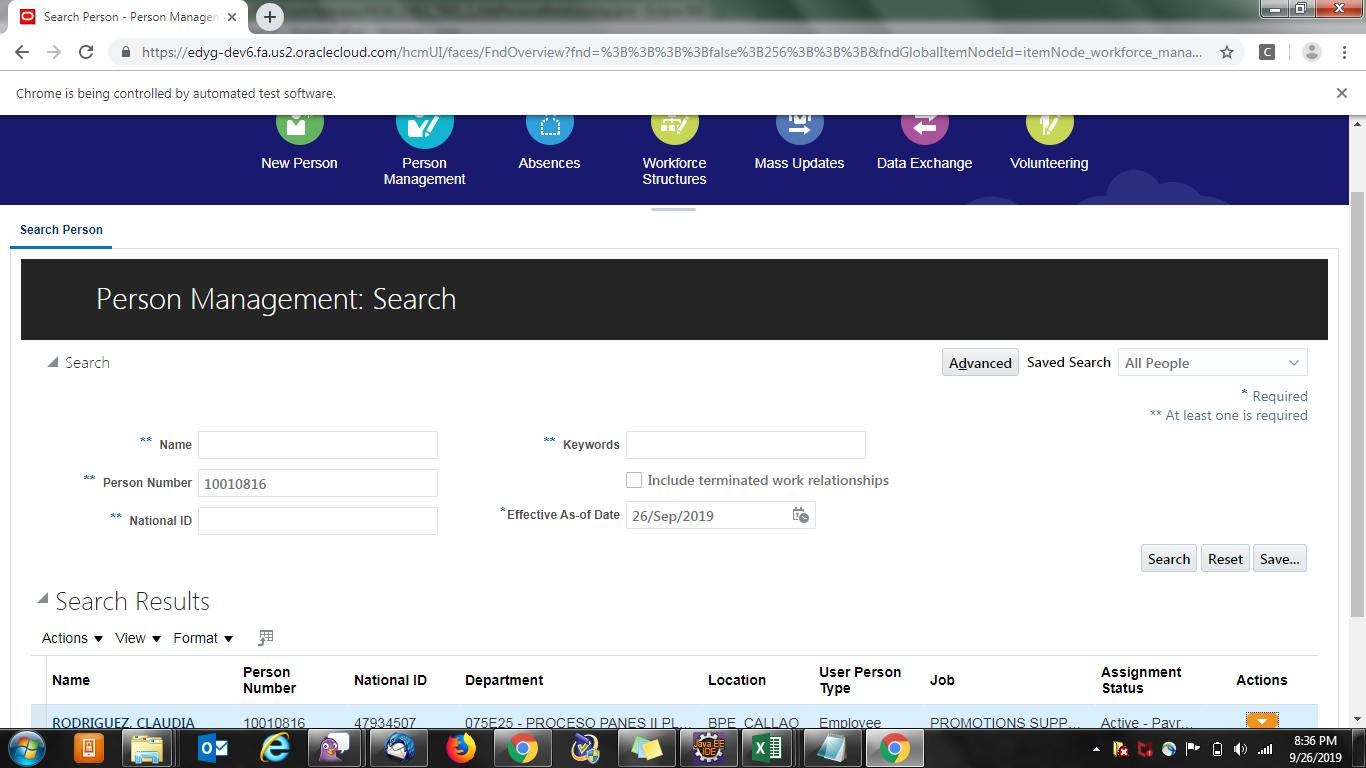 Search Person - Person Managem
https://edyg-dev6.fa.us2.oraclecloud.com/hcmUI/faces/FndOverview?fnd=%3B%3B%3B%3Bfalse%3B256%3B%3B%3B&fndGlobalItemNodeId=itemNode_workforce_mana...
C
Chrome is being controlled by automated test software.
New Person
Person Management
Absences
Workforce Structures
Mass Updates
Data Exchange
Volunteering
Search Person
Person Management: Search
Search
Advanced Saved Search All People
* Required
** At least one is required
** Name
** Keywords
** Person Number 10010816
Include terminated work relationships
** National ID
*Effective As-of Date 26/Sep/2019
Search Reset Save...
Search Results
Actions View Format
Name Person Number National ID Department Location User Person Type Job Assignment Status Actions
RODRIGUEZ, CLAUDIA 10010816 47934507 075E25 - PROCESO PANES II PL... BPE_CALLAO Employee PROMOTIONS SUPP... Active - Payr...
Java EE IDE
8:36 PM
9/26/2019